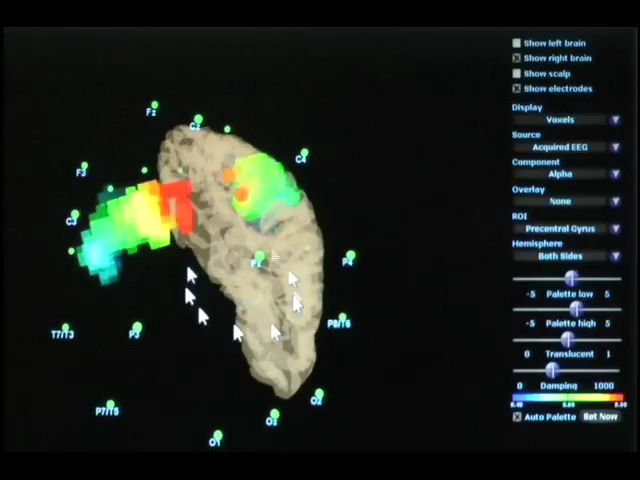 Show left brain
Show right brain
Show scalp
Show electrodes
Display
Voxels
Source
Acquired EEG
Component
Alpha
Overlay
None
ROI
Precentral Gyrus
Hemisphere
Both Sides
-5 Palette low 5
-5 Palette high 5
0 Translucent 1
0 Damping 1000
Auto Palette Set Now
Fz
Cz
C4
F3
C3
P4
T7/T3
P3
P8/T6
P7/T5
O2
O1